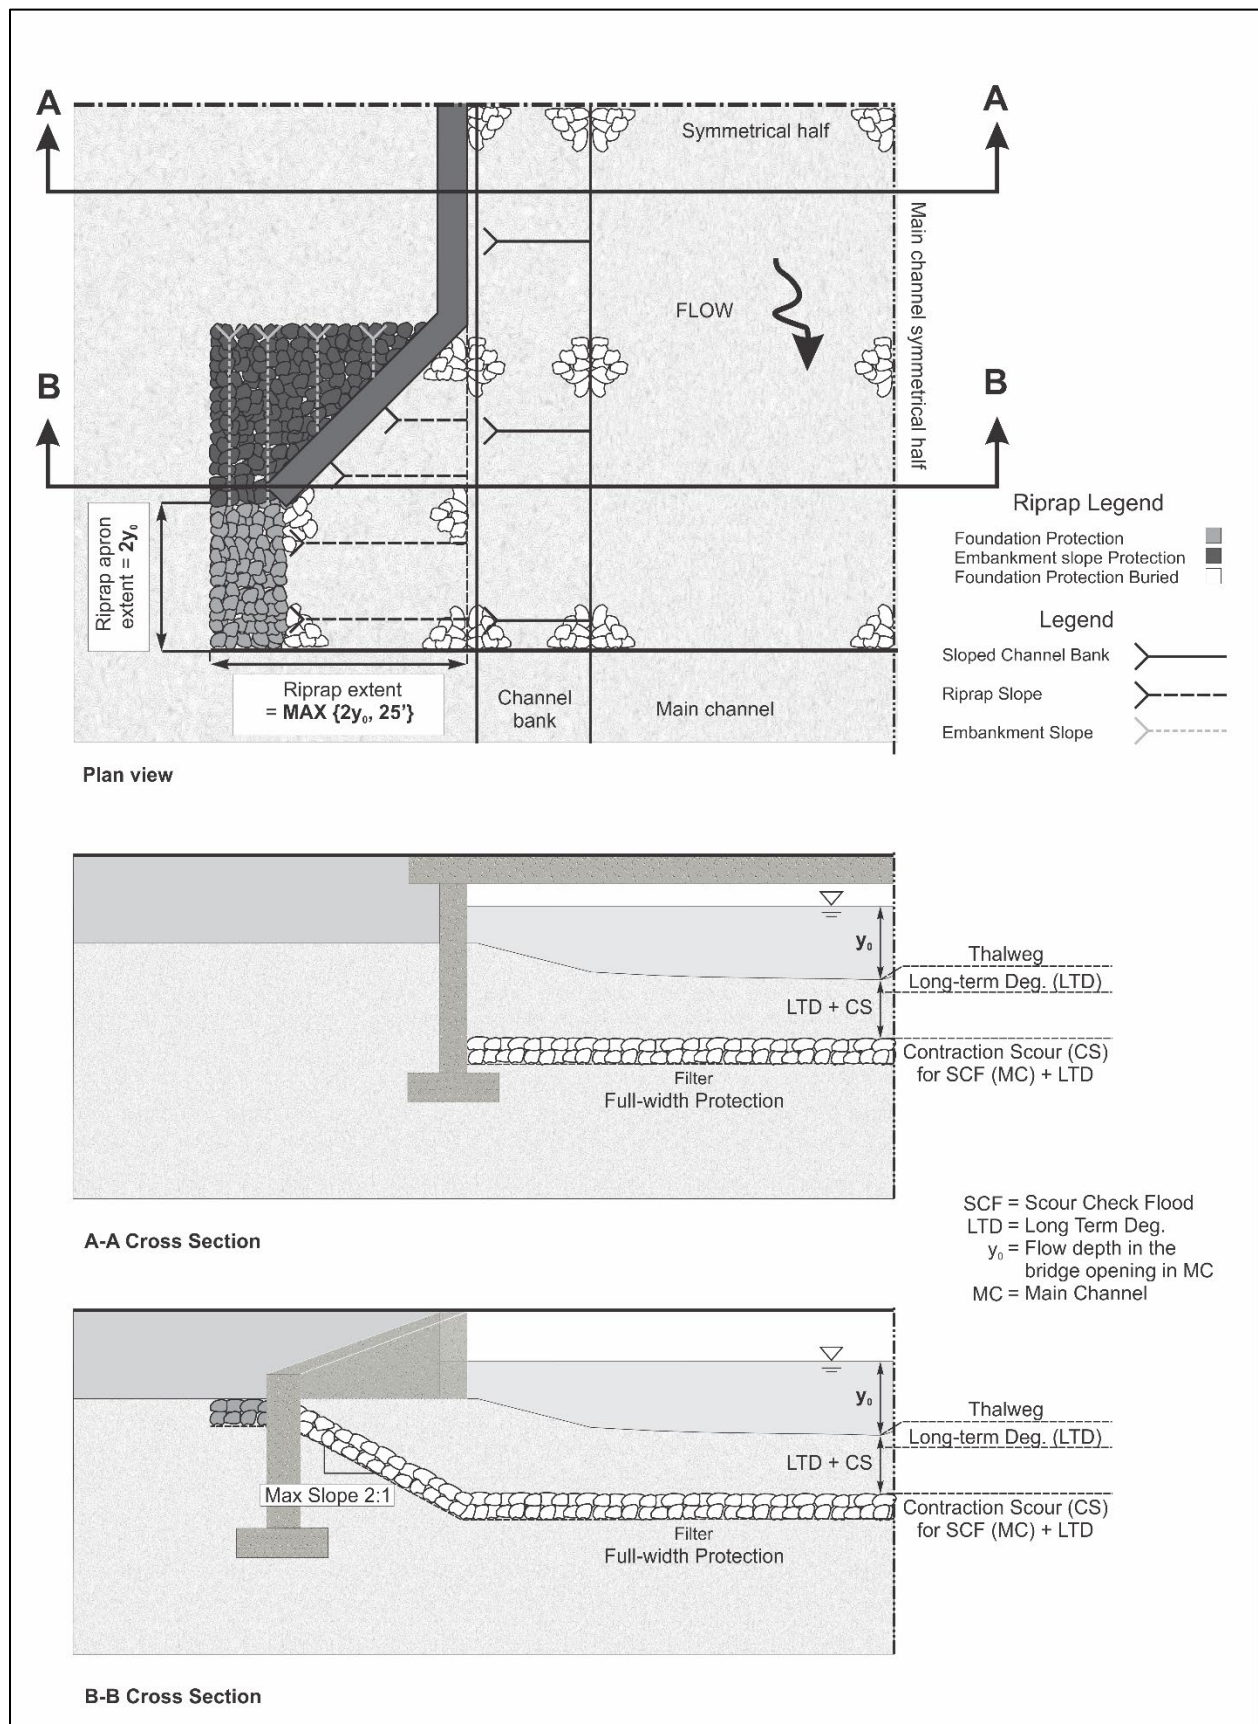 A
A
Symmetrical half
Main channel symmetrical half
FLOW
B
B
Riprap apron
extent = 2y₀
Riprap extent
= MAX {2y₀, 25'}
Channel
bank
Main channel
Riprap Legend
Foundation Protection
Embankment slope Protection
Foundation Protection Buried
Legend
Sloped Channel Bank
Riprap Slope
Embankment Slope
Plan view
y₀
Thalweg
Long-term Deg. (LTD)
LTD + CS
Contraction Scour (CS)
for SCF (MC) + LTD
Filter
Full-width Protection
A-A Cross Section
SCF = Scour Check Flood
LTD = Long Term Deg.
y₀ = Flow depth in the
bridge opening in MC
MC = Main Channel
y₀
Thalweg
Long-term Deg. (LTD)
LTD + CS
Max Slope 2:1
Contraction Scour (CS)
for SCF (MC) + LTD
Filter
Full-width Protection
B-B Cross Section